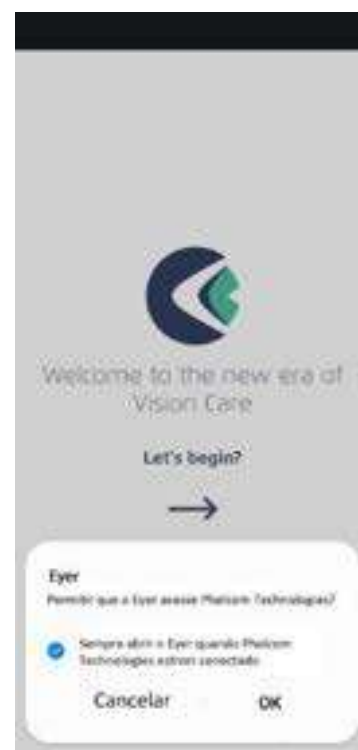 Welcome to the new era of
Vision Care
Let's begin?
Eyer
Permitir que a Eyer acesse Phelcom Technologies?
Sempre abrir o Eyer quando Phelcom
Technologies estiver conectado
Cancelar OK